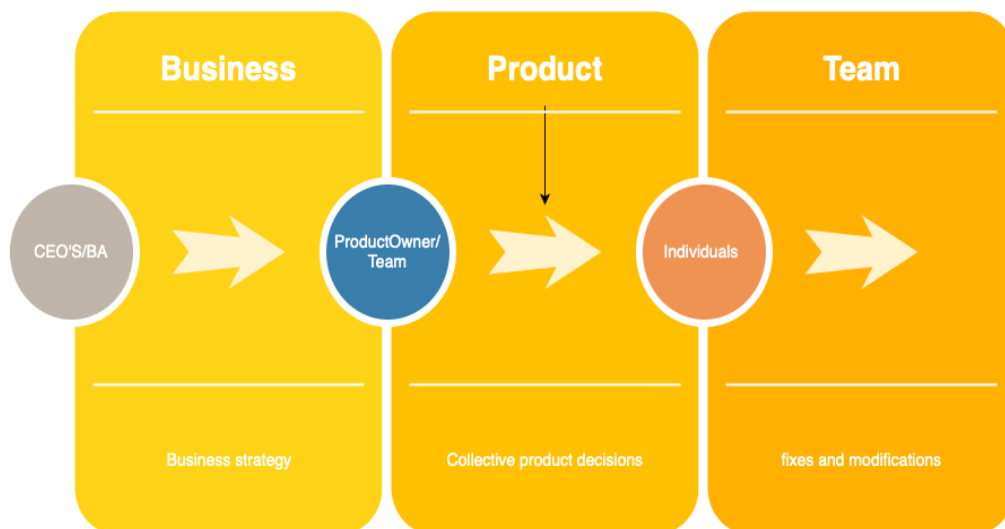 Business
Product
Team
CEO'S/BA
ProductOwner/
Team
Individuals
Business strategy
Collective product decisions
fixes and modifications